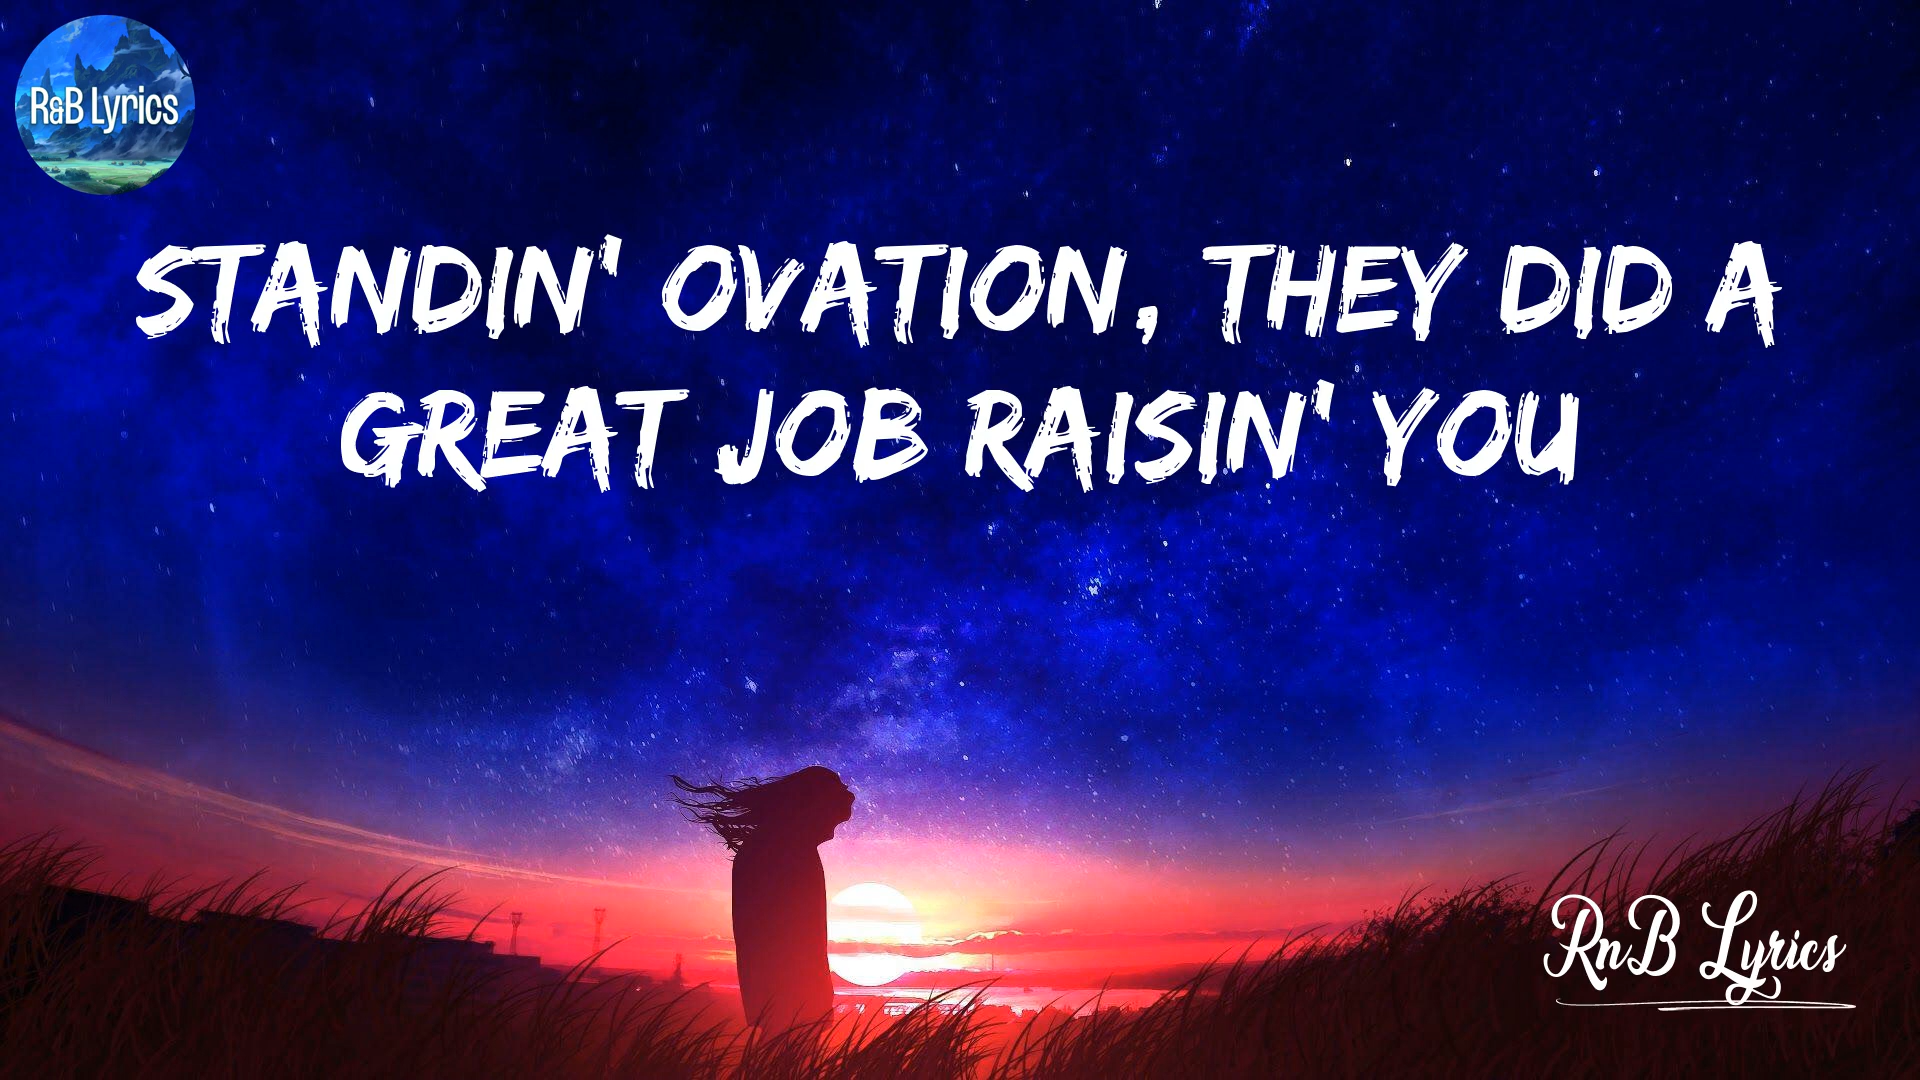 R&B Lyrics
STANDIN' OVATION, THEY DID A
GREAT JOB RAISIN' YOU
RnB Lyrics